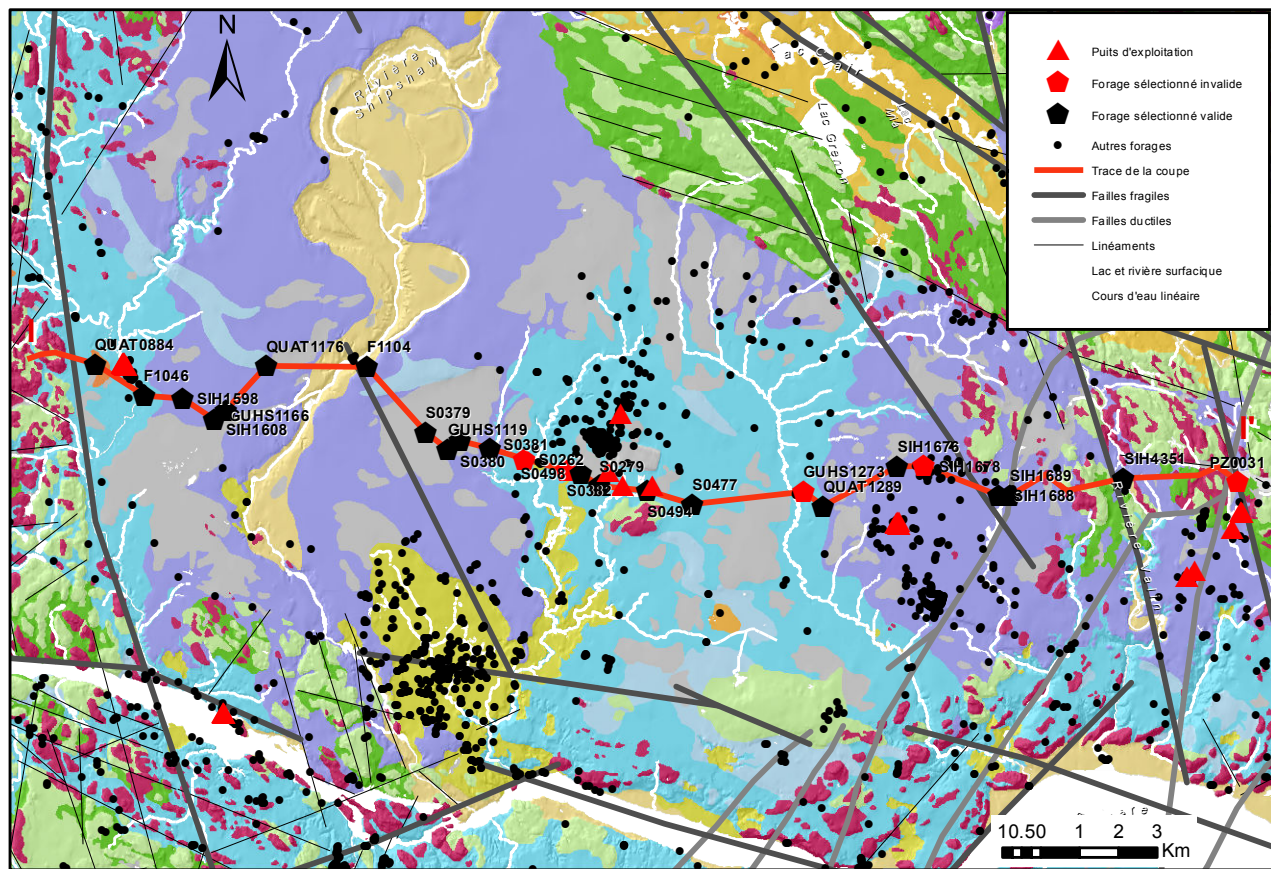 N
Rivière
Shipshaw
Lac Clair
Lac Grenon
Puits d'exploitation
Forage sélectionné invalide
Forage sélectionné valide
Autres forages
Trace de la coupe
Failles fragiles
Failles ductiles
Linéaments
Lac et rivière surfacique
Cours d'eau linéaire
I
QUAT0884
F1046
SIH1598
GUHS1166
SIH1608
QUAT1176
F1104
S0379
GUHS1119
S0380
S0381
S0262
S0498
S0279
S0382
S0494
S0477
GUHS1273
QUAT1289
SIH1676
SIH1678
SIH1689
SIH1688
SIH4351
PZ0031
I'
Rivière Valin
10.50 1 2 3
Km